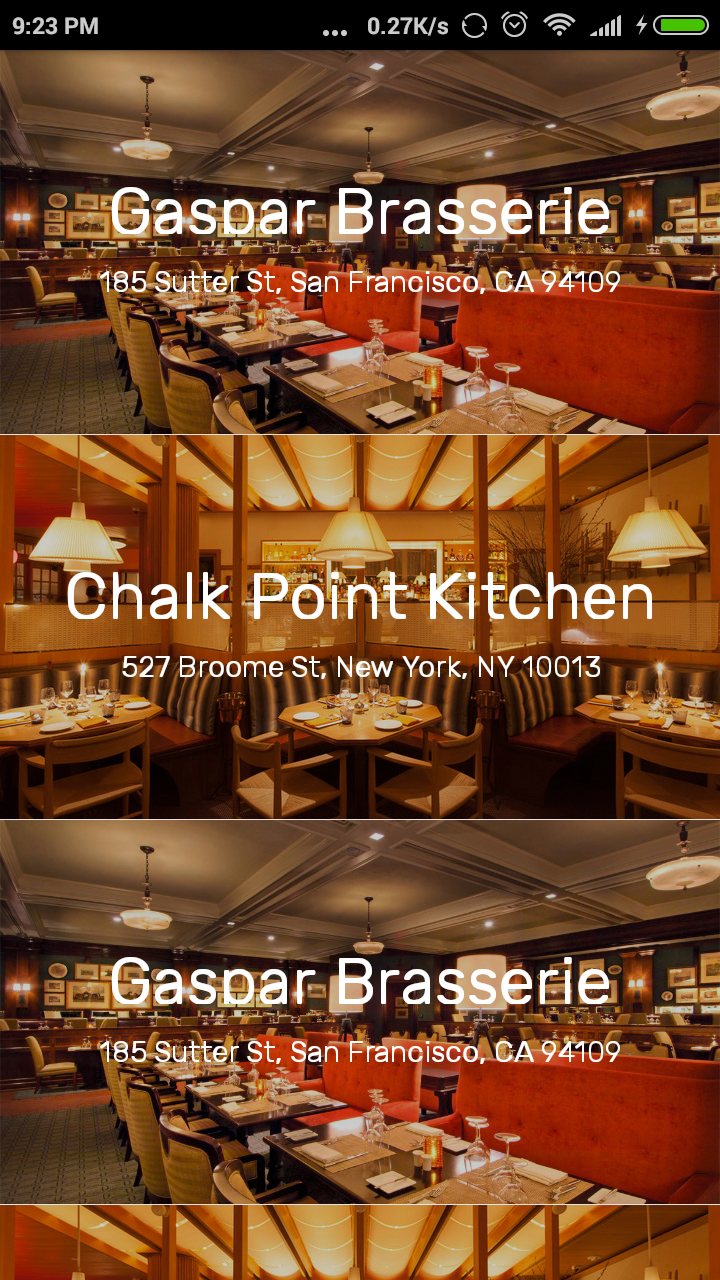 9:23 PM ... 0.27K/s
Gaspar Brasserie
185 Sutter St, San Francisco, CA 94109
Chalk Point Kitchen
527 Broome St, New York, NY 10013
Gaspar Brasserie
185 Sutter St, San Francisco, CA 94109